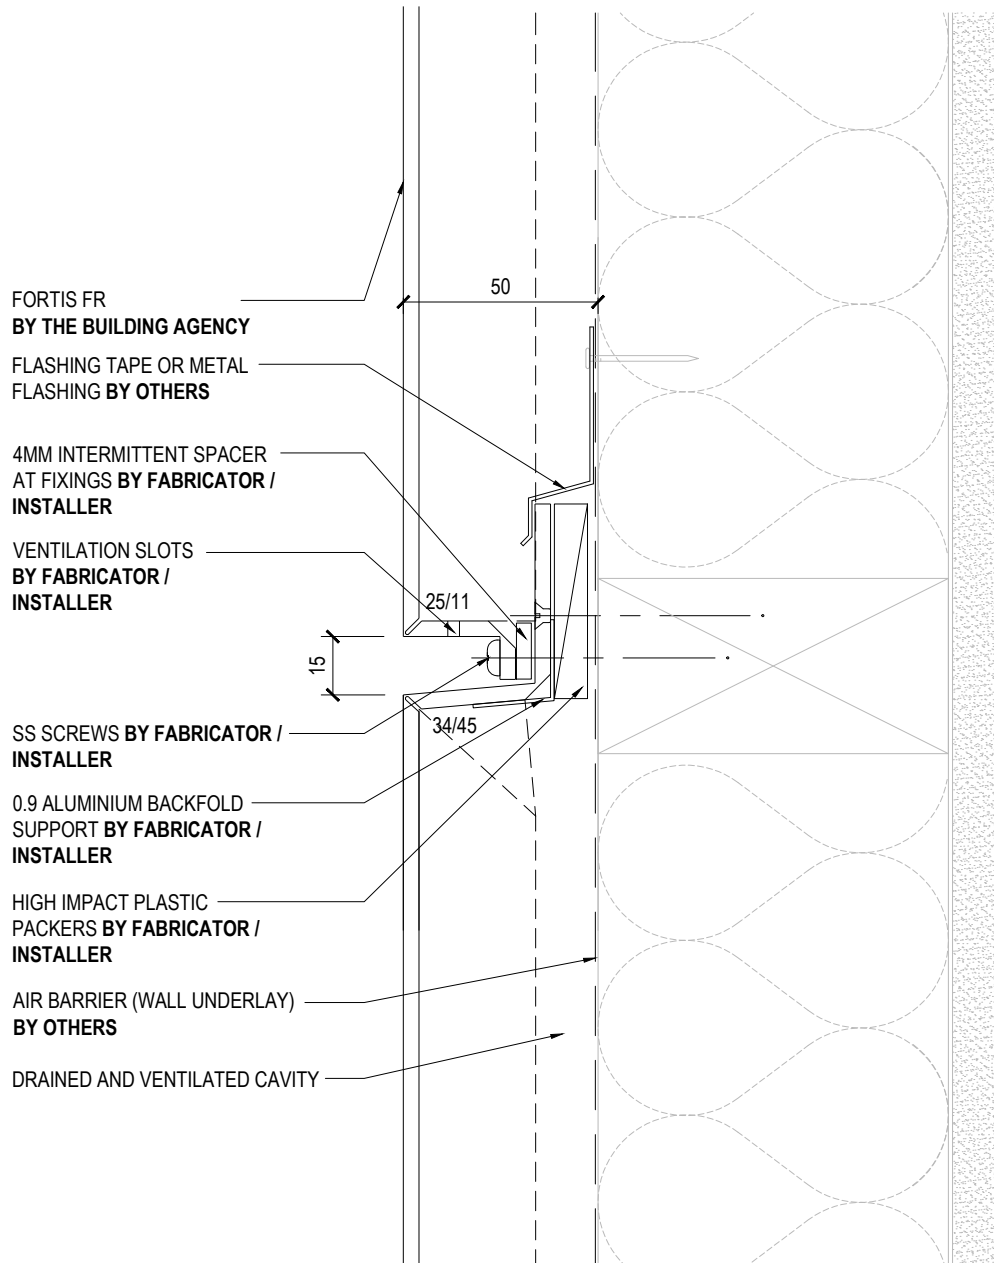 50
FORTIS FR
BY THE BUILDING AGENCY
FLASHING TAPE OR METAL
FLASHING BY OTHERS
4MM INTERMITTENT SPACER
AT FIXINGS BY FABRICATOR /
INSTALLER
VENTILATION SLOTS
BY FABRICATOR /
INSTALLER
25/11
15
34/45
SS SCREWS BY FABRICATOR /
INSTALLER
0.9 ALUMINIUM BACKFOLD
SUPPORT BY FABRICATOR /
INSTALLER
HIGH IMPACT PLASTIC
PACKERS BY FABRICATOR /
INSTALLER
AIR BARRIER (WALL UNDERLAY)
BY OTHERS
DRAINED AND VENTILATED CAVITY